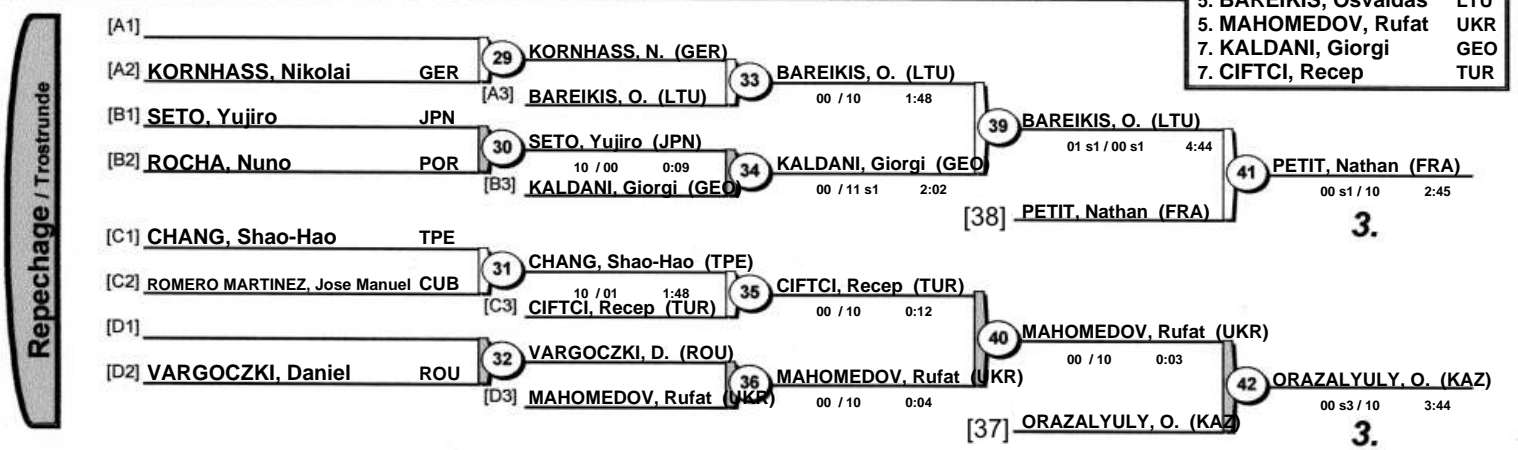 5. BAREIKIS, Osvaldas LTU
5. MAHOMEDOV, Rufat UKR
7. KALDANI, Giorgi GEO
7. CIFTCI, Recep TUR
Repechage / Trostrunde
[A1]
[A2] KORNHASS, Nikolai GER
29
KORNHASS, N. (GER)
[A3] BAREIKIS, O. (LTU)
33
BAREIKIS, O. (LTU)
00 / 10 1:48
[B1] SETO, Yujiro JPN
[B2] ROCHA, Nuno POR
30
SETO, Yujiro (JPN)
10 / 00 0:09
[B3] KALDANI, Giorgi (GEO)
34
KALDANI, Giorgi (GEO)
00 / 11 s1 2:02
39
BAREIKIS, O. (LTU)
01 s1 / 00 s1 4:44
[38] PETIT, Nathan (FRA)
41
PETIT, Nathan (FRA)
00 s1 / 10 2:45
3.
[C1] CHANG, Shao-Hao TPE
[C2] ROMERO MARTINEZ, Jose Manuel CUB
31
CHANG, Shao-Hao (TPE)
10 / 01 1:48
[C3] CIFTCI, Recep (TUR)
35
CIFTCI, Recep (TUR)
00 / 10 0:12
[D1]
[D2] VARGOCZKI, Daniel ROU
32
VARGOCZKI, D. (ROU)
[D3] MAHOMEDOV, Rufat (UKR)
36
MAHOMEDOV, Rufat (UKR)
00 / 10 0:04
40
MAHOMEDOV, Rufat (UKR)
00 / 10 0:03
[37] ORAZALYULY, O. (KAZ)
42
ORAZALYULY, O. (KAZ)
00 s3 / 10 3:44
3.